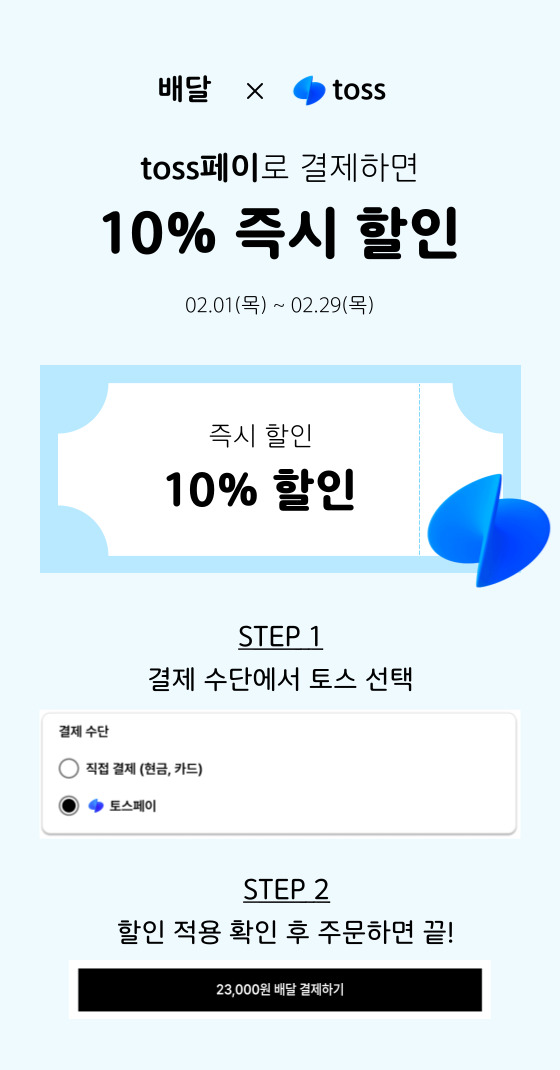 배달 × toss
toss페이로 결제하면
10% 즉시 할인
02.01(목) ~ 02.29(목)
즉시 할인
10% 할인
STEP 1
결제 수단에서 토스 선택
결제 수단
직접 결제 (현금, 카드)
토스페이
STEP 2
할인 적용 확인 후 주문하면 끝!
23,000원 배달 결제하기